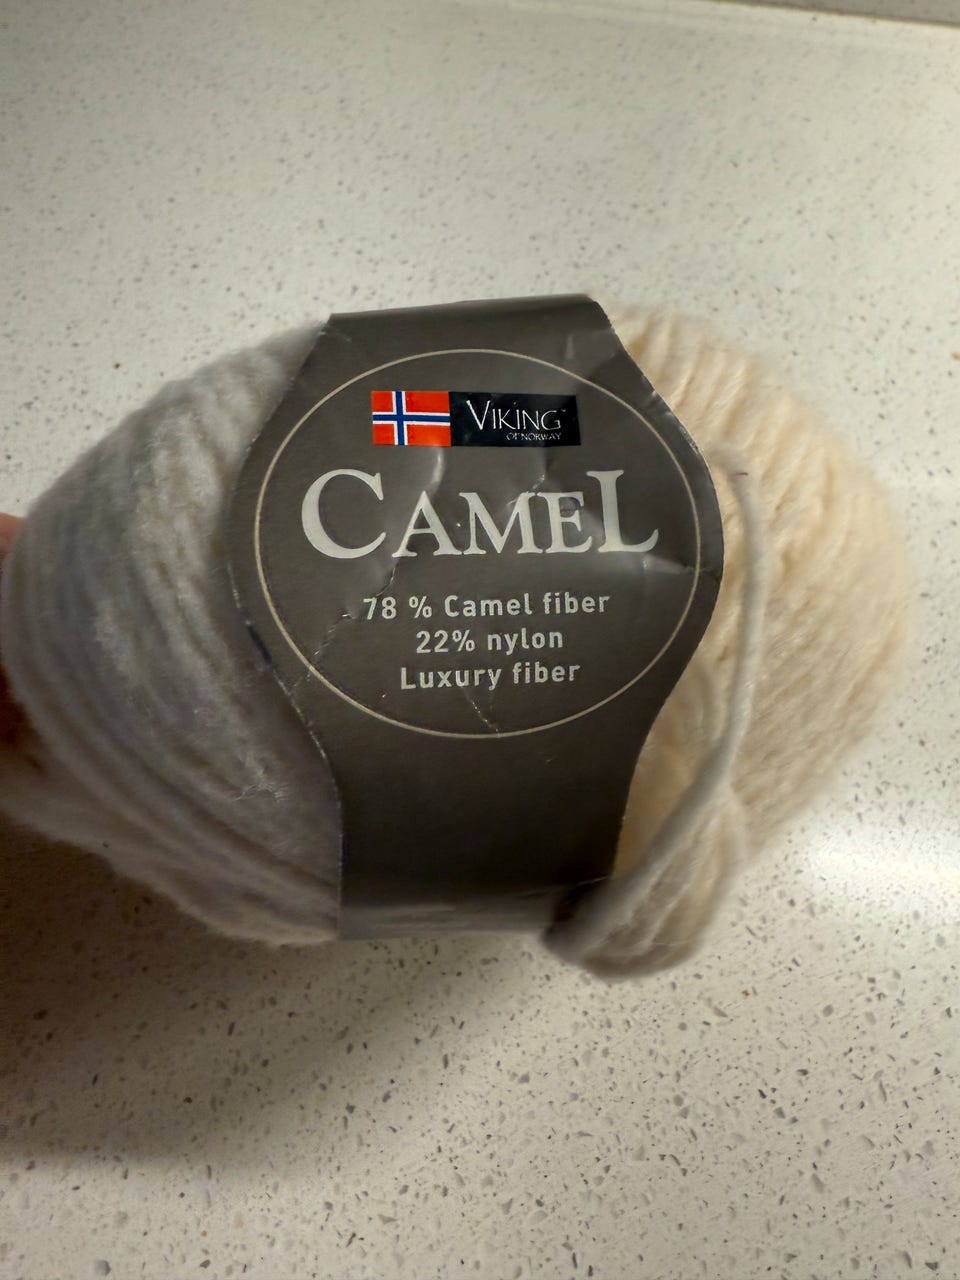 VIKING
OF NORWAY
CAMEL
78 % Camel fiber
22% nylon
Luxury fiber